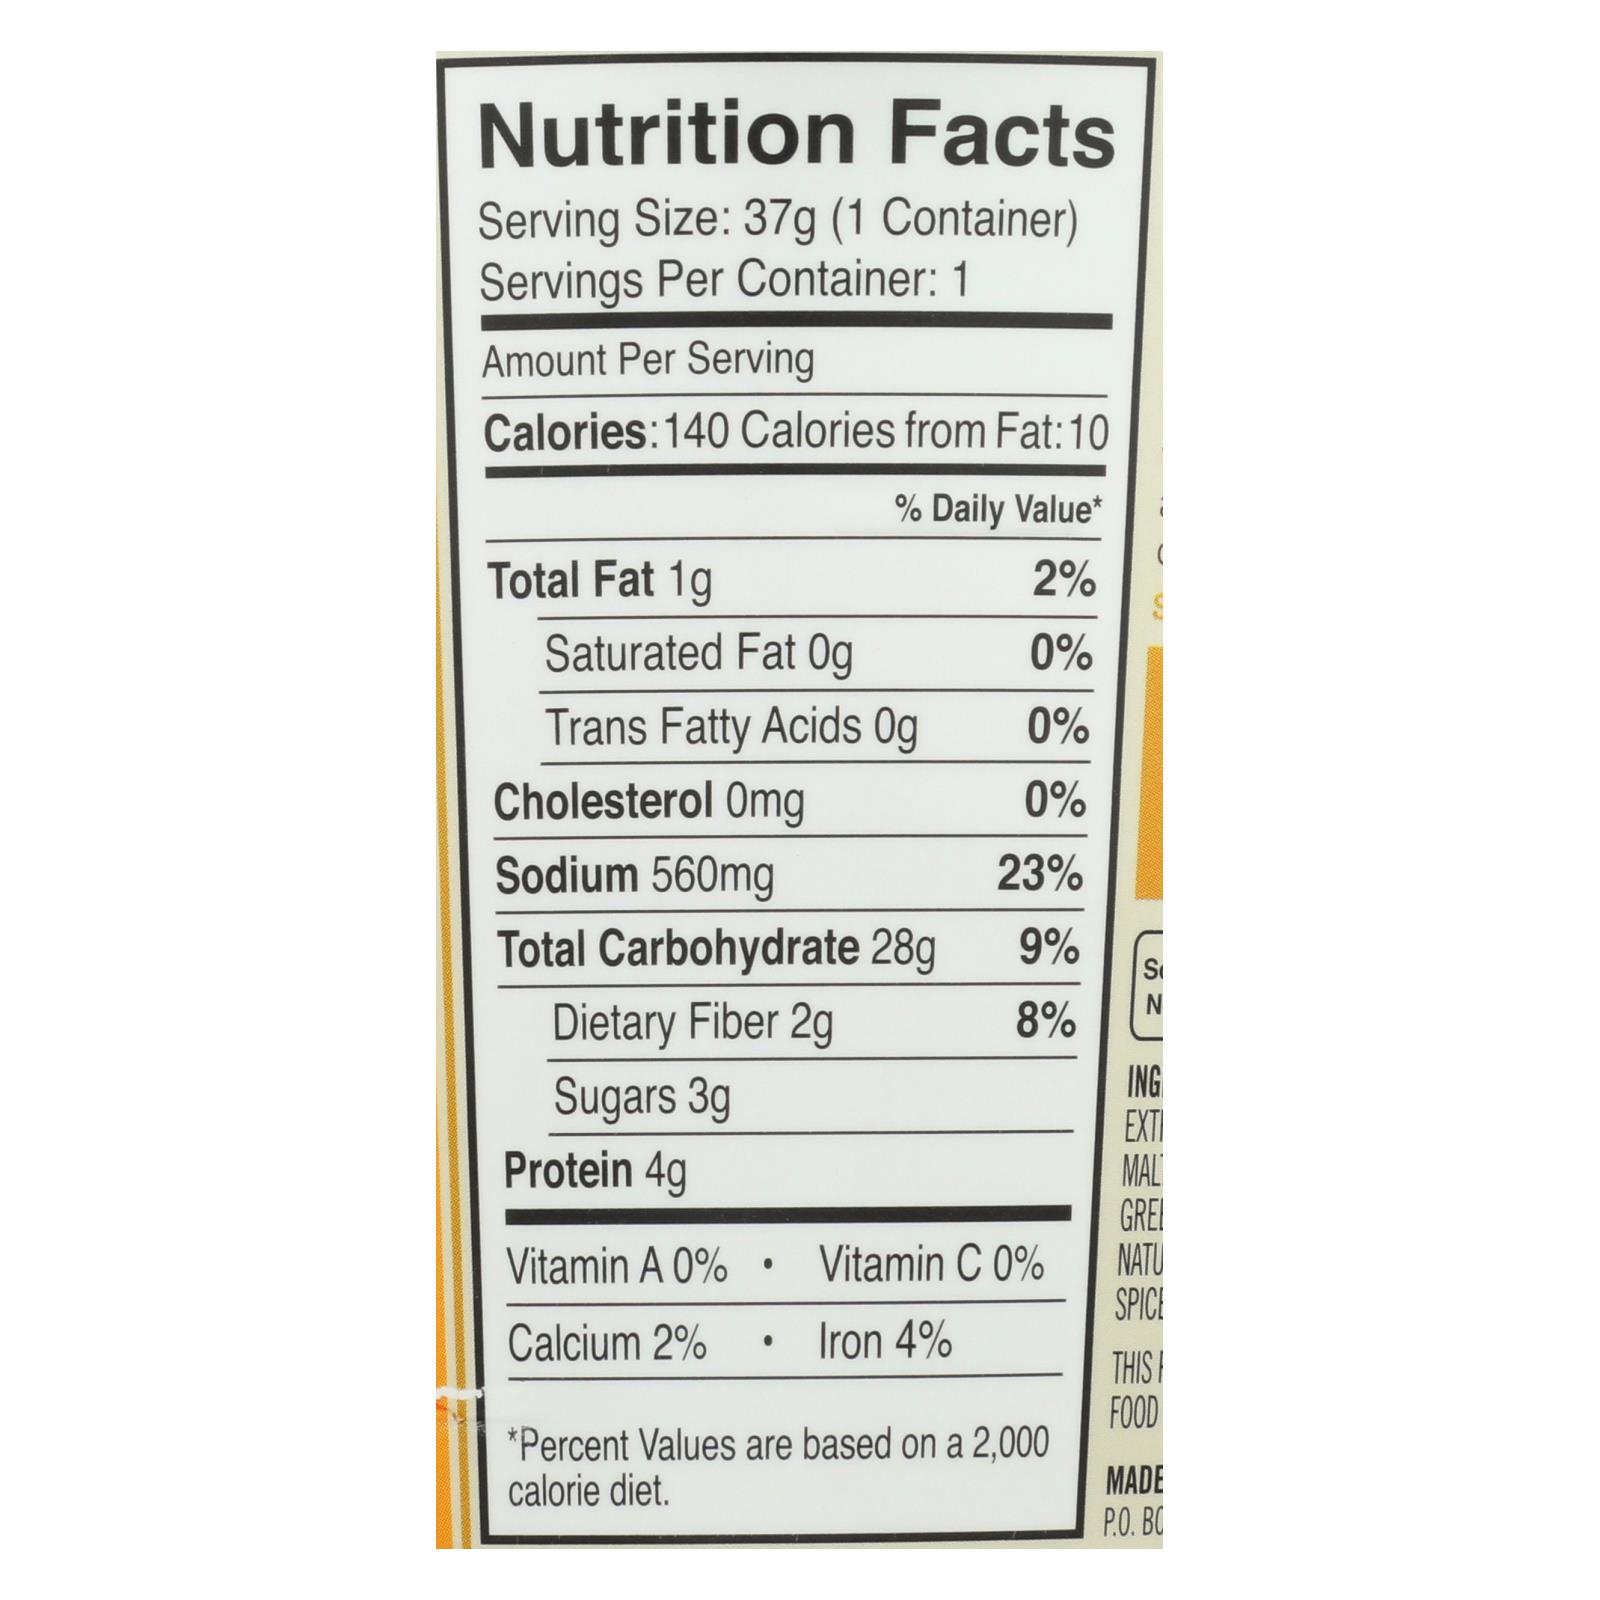 Nutrition Facts
Serving Size: 37g (1 Container)
Servings Per Container: 1
Amount Per Serving
Calories: 140 Calories from Fat: 10
% Daily Value*
Total Fat 1g 2%
Saturated Fat 0g 0%
Trans Fatty Acids 0g 0%
Cholesterol 0mg 0%
Sodium 560mg 23%
Total Carbohydrate 28g 9%
Dietary Fiber 2g 8%
Sugars 3g
Protein 4g
Vitamin A 0% • Vitamin C 0%
Calcium 2% • Iron 4%
*Percent Values are based on a 2,000
calorie diet.
THIS
FOOD
MADE
P.O.